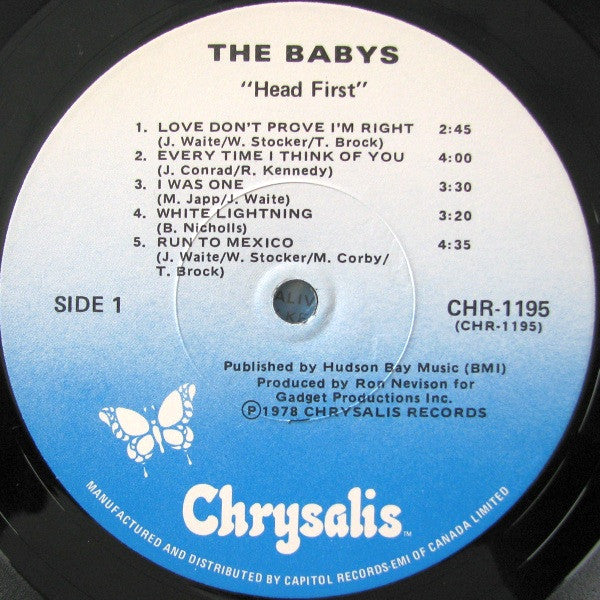 THE BABYS
"Head First"
1. LOVE DON'T PROVE I'M RIGHT 2:45
(J. Waite/W. Stocker/T. Brock)
2. EVERY TIME I THINK OF YOU 4:00
(J. Conrad/R. Kennedy)
3. I WAS ONE 3:30
(M. Japp/J. Waite)
4. WHITE LIGHTNING 3:20
(B. Nicholls)
5. RUN TO MEXICO 4:35
(J. Waite/W. Stocker/M. Corby/
T. Brock)
SIDE 1
CHR-1195
(CHR-1195)
Published by Hudson Bay Music (BMI)
Produced by Ron Nevison for
Gadget Productions Inc.
℗1978 CHRYSALIS RECORDS
Chrysalis™
MANUFACTURED AND DISTRIBUTED BY CAPITOL RECORDS-EMI OF CANADA LIMITED